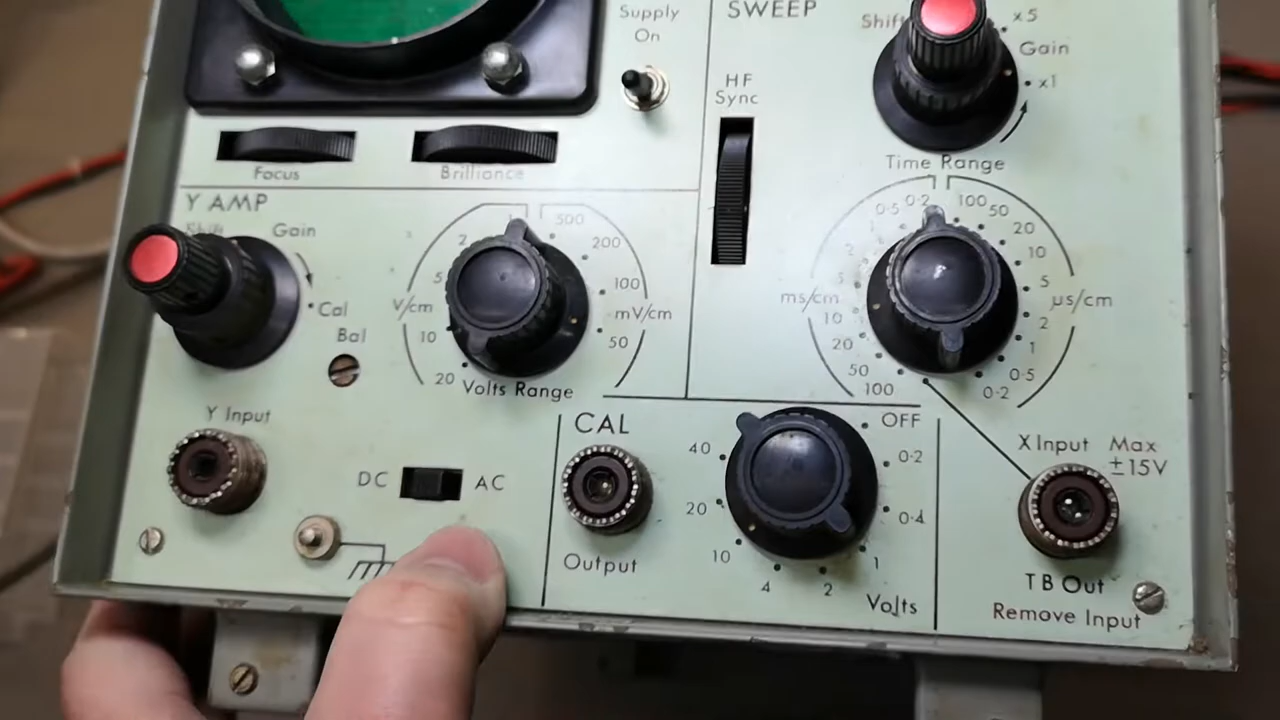 Supply
On
SWEEP
Shift
x5
Gain
x1
HF
Sync
Focus
Brilliance
Time Range
Y AMP
Shift
Gain
Cal
Bal
1
2
5
V/cm
10
20
500
200
100
mV/cm
50
Volts Range
0·2
0·5
1
2
5
ms/cm
10
20
50
100
100
50
20
10
5
µs/cm
2
1
0·5
0·2
Y Input
DC
AC
CAL
Output
OFF
40
0·2
20
0·4
10
4
2
1
Volts
X Input Max
±15V
TB Out
Remove Input